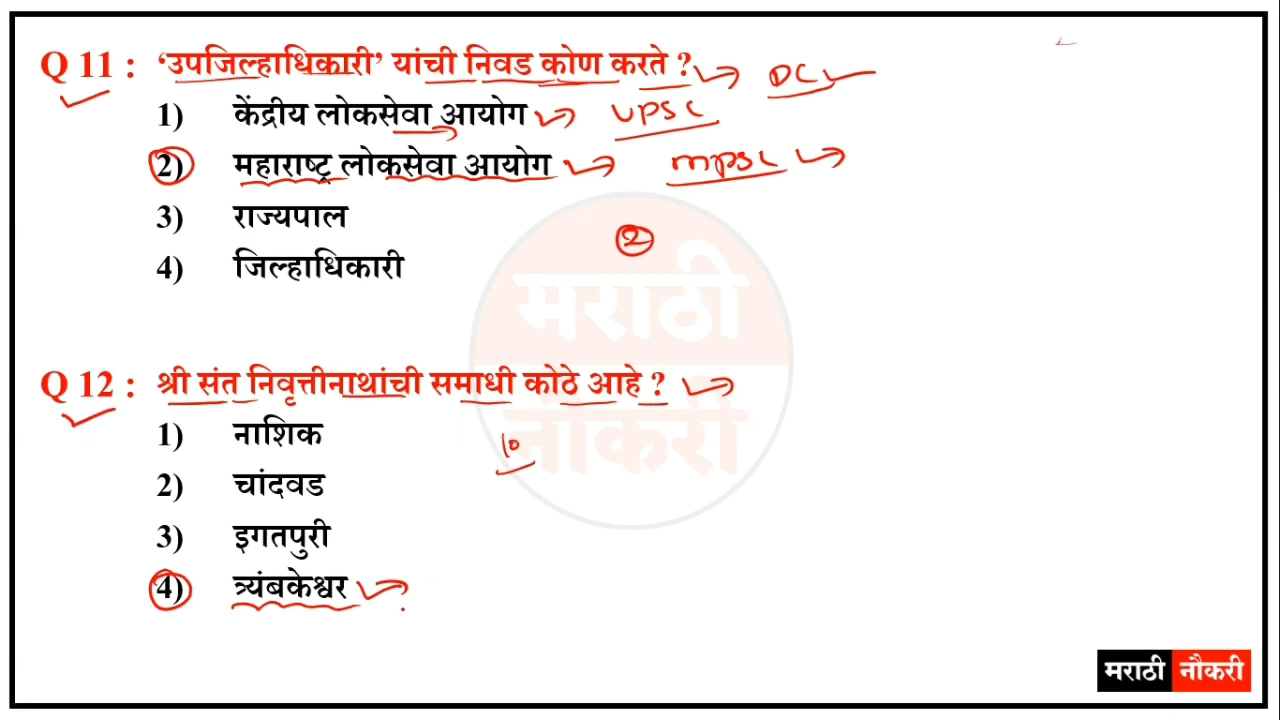 Q 11 : ‘उपजिल्हाधिकारी’ यांची निवड कोण करते ? DC
1) केंद्रीय लोकसेवा आयोग UPSC
2) महाराष्ट्र लोकसेवा आयोग MPSC
3) राज्यपाल
2
4) जिल्हाधिकारी
मराठी
नौकरी
Q 12 : श्री संत निवृत्तीनाथांची समाधी कोठे आहे ?
1) नाशिक
2) चांदवड
3) इगतपुरी
4) त्र्यंबकेश्वर
मराठी नौकरी